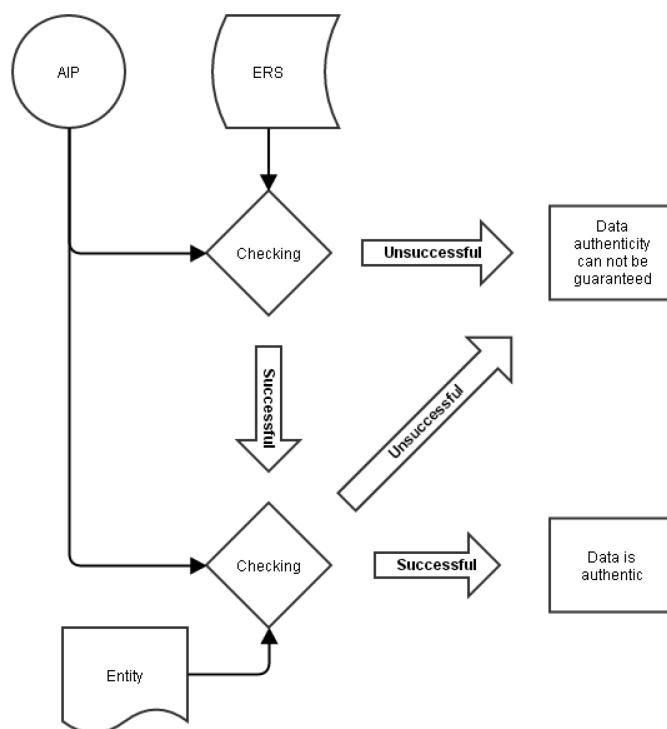 AIP
ERS
Checking
Unsuccessful
Data
authenticity
can not be
guaranteed
Successful
Unsuccessful
Checking
Successful
Data is
authentic
Entity